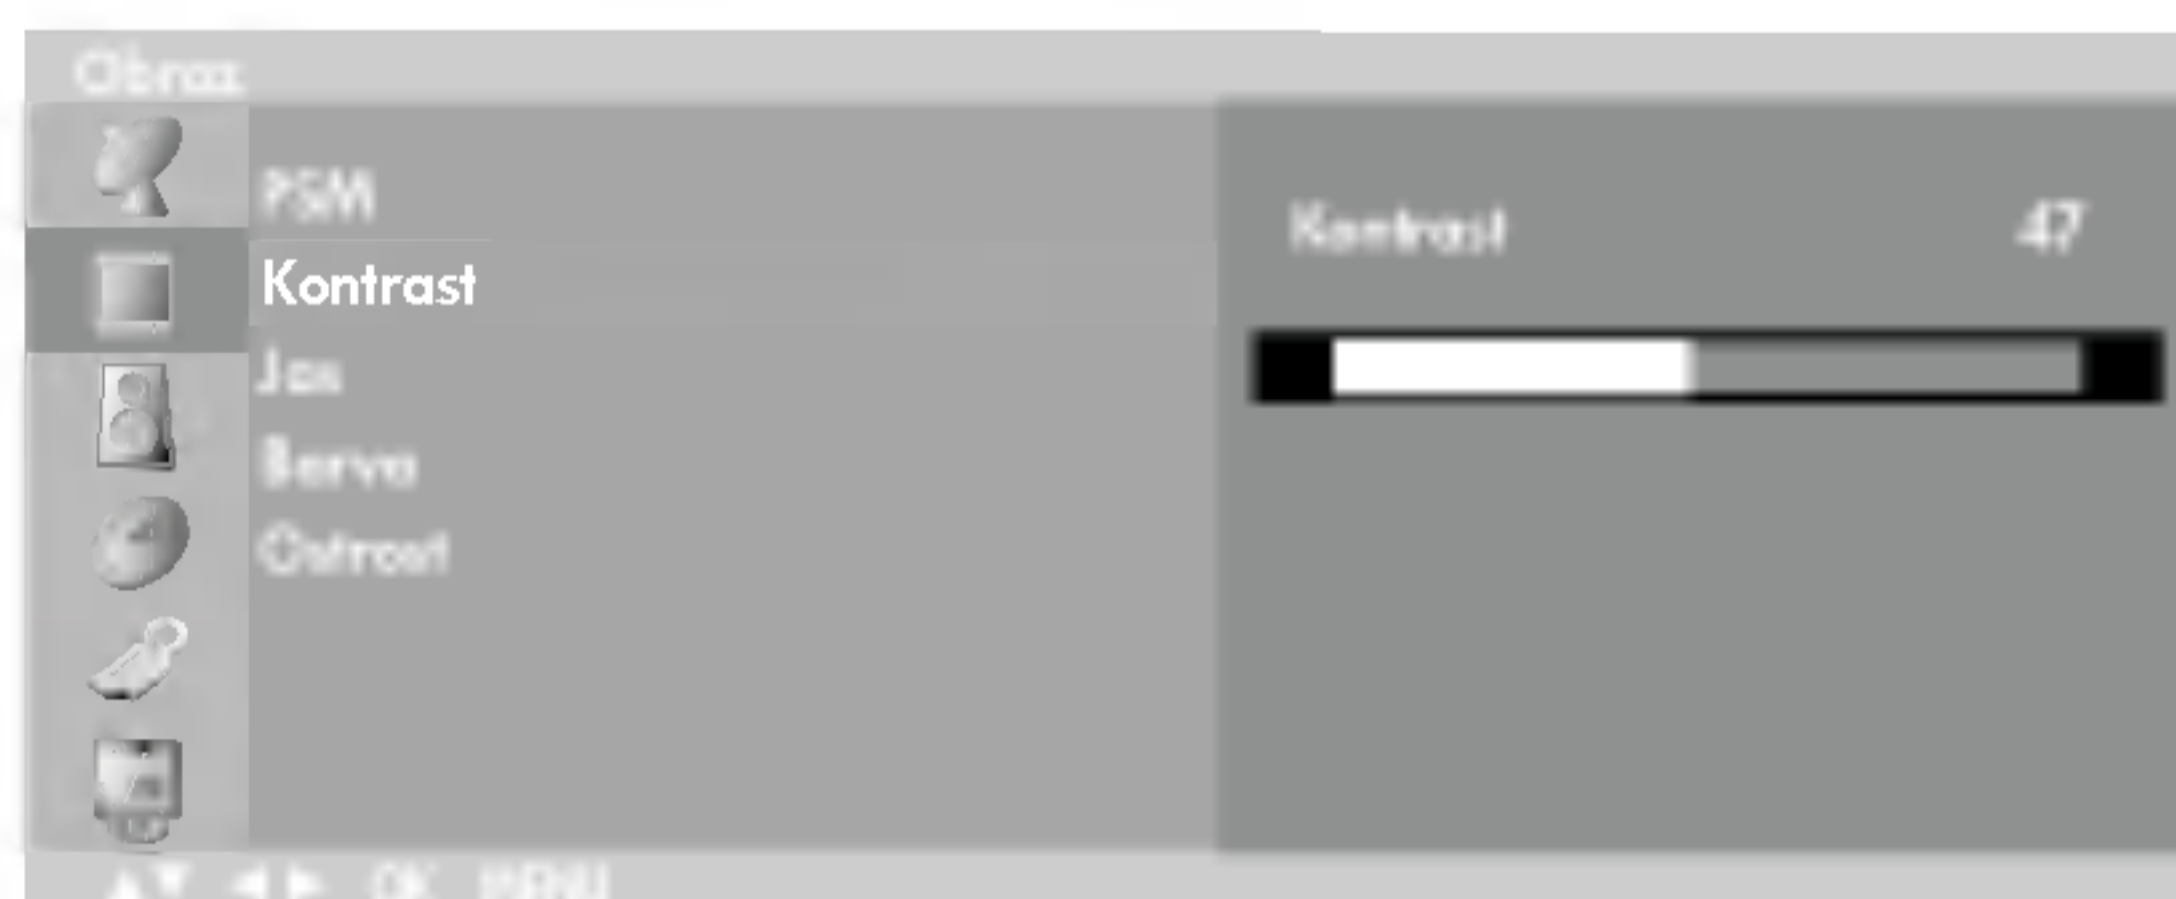 Obraz
PSM
Kontrast
Jas
Barva
Ostrost
Kontrast 47
▲▼ ◀ ▶ OK MENU